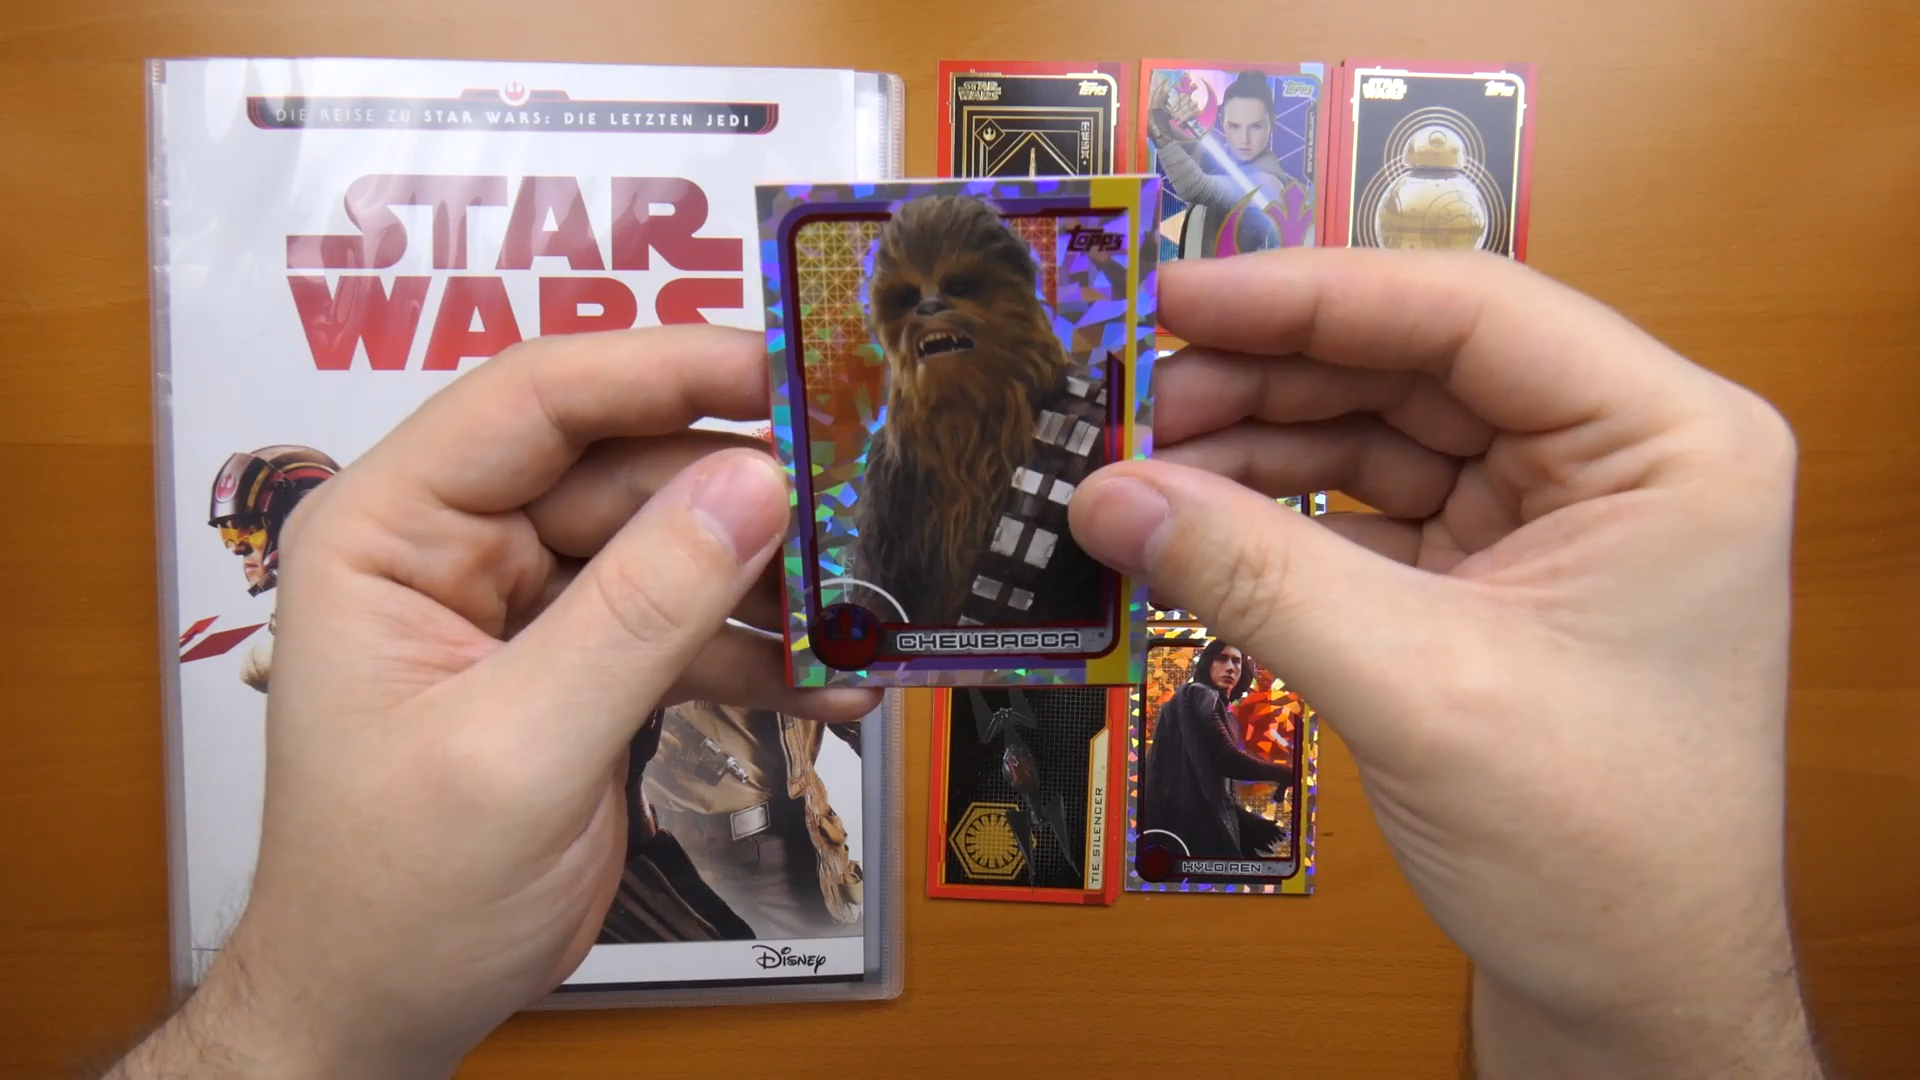 DIE REISE ZU STAR WARS: DIE LETZTEN JEDI
STAR
WARS
DISNEY
STAR
WARS
TOPPS
TOPPS
STAR
WARS
TOPPS
TOPPS
CHEWBACCA
TIE SILENCER
KYLO REN